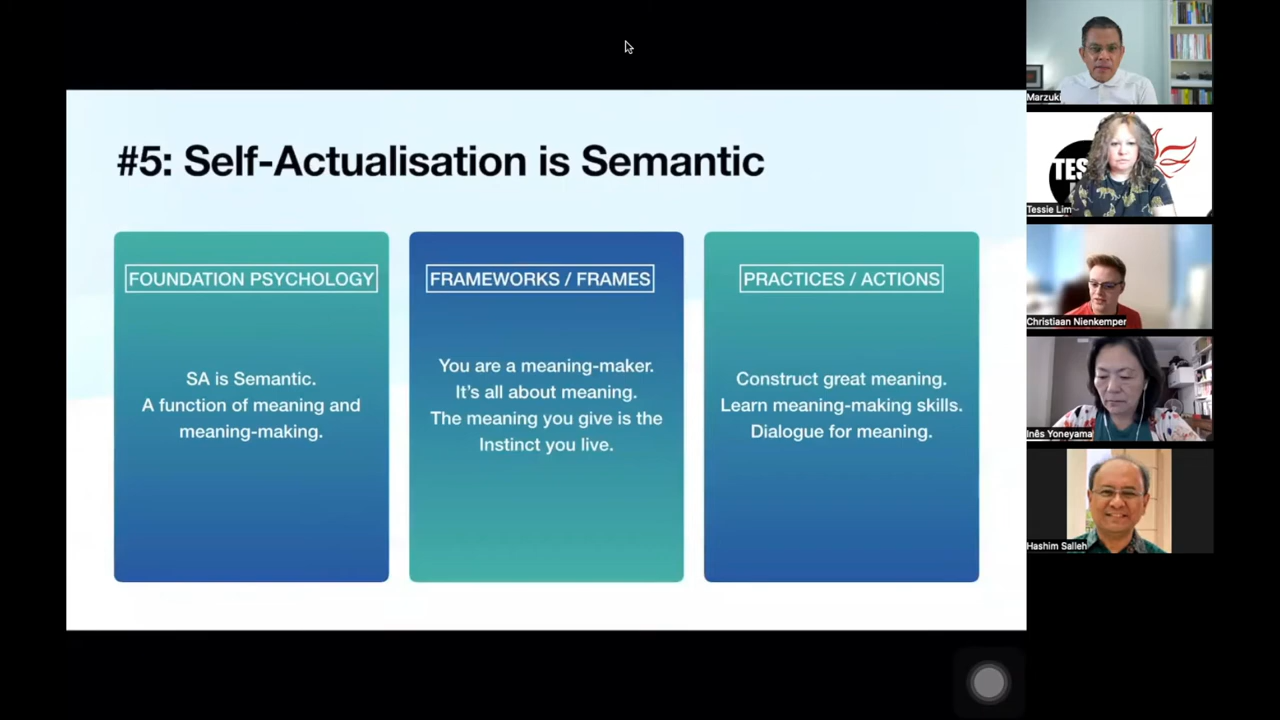 #5: Self-Actualisation is Semantic
FOUNDATION PSYCHOLOGY
SA is Semantic.
A function of meaning and
meaning-making.
FRAMEWORKS / FRAMES
You are a meaning-maker.
It's all about meaning.
The meaning you give is the
Instinct you live.
PRACTICES / ACTIONS
Construct great meaning.
Learn meaning-making skills.
Dialogue for meaning.
Marzuki
TES
Tessie Lim
Christiaan Nienkemper
Inês Yoneyama
Hashim Salleh